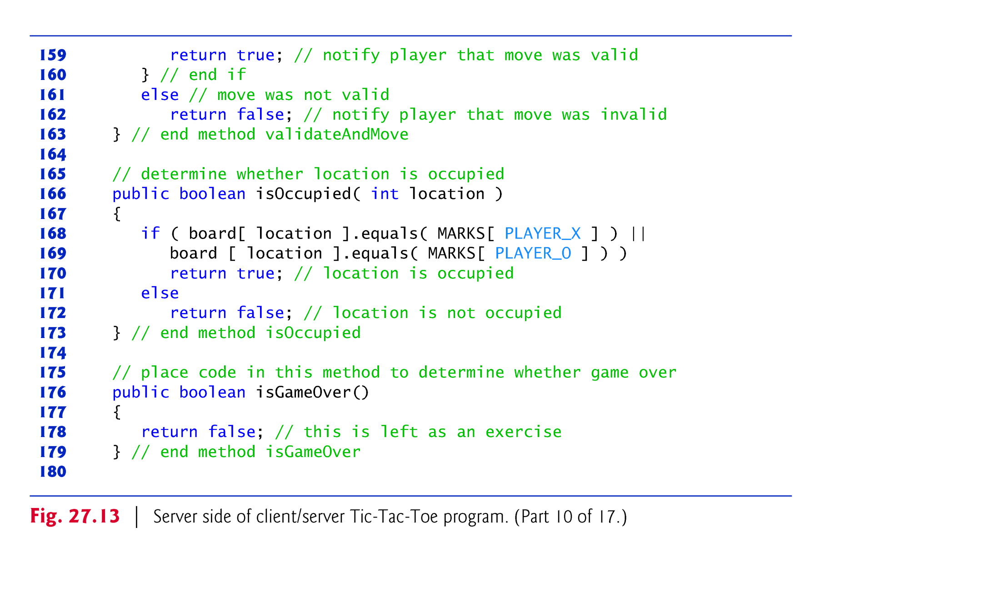 159 return true; // notify player that move was valid
160 } // end if
161 else // move was not valid
162 return false; // notify player that move was invalid
163 } // end method validateAndMove
164
165 // determine whether location is occupied
166 public boolean isOccupied( int location )
167 {
168 if ( board[ location ].equals( MARKS[ PLAYER_X ] ) ||
169 board [ location ].equals( MARKS[ PLAYER_O ] ) )
170 return true; // location is occupied
171 else
172 return false; // location is not occupied
173 } // end method isOccupied
174
175 // place code in this method to determine whether game over
176 public boolean isGameOver()
177 {
178 return false; // this is left as an exercise
179 } // end method isGameOver
180
Fig. 27.13 | Server side of client/server Tic-Tac-Toe program. (Part 10 of 17.)